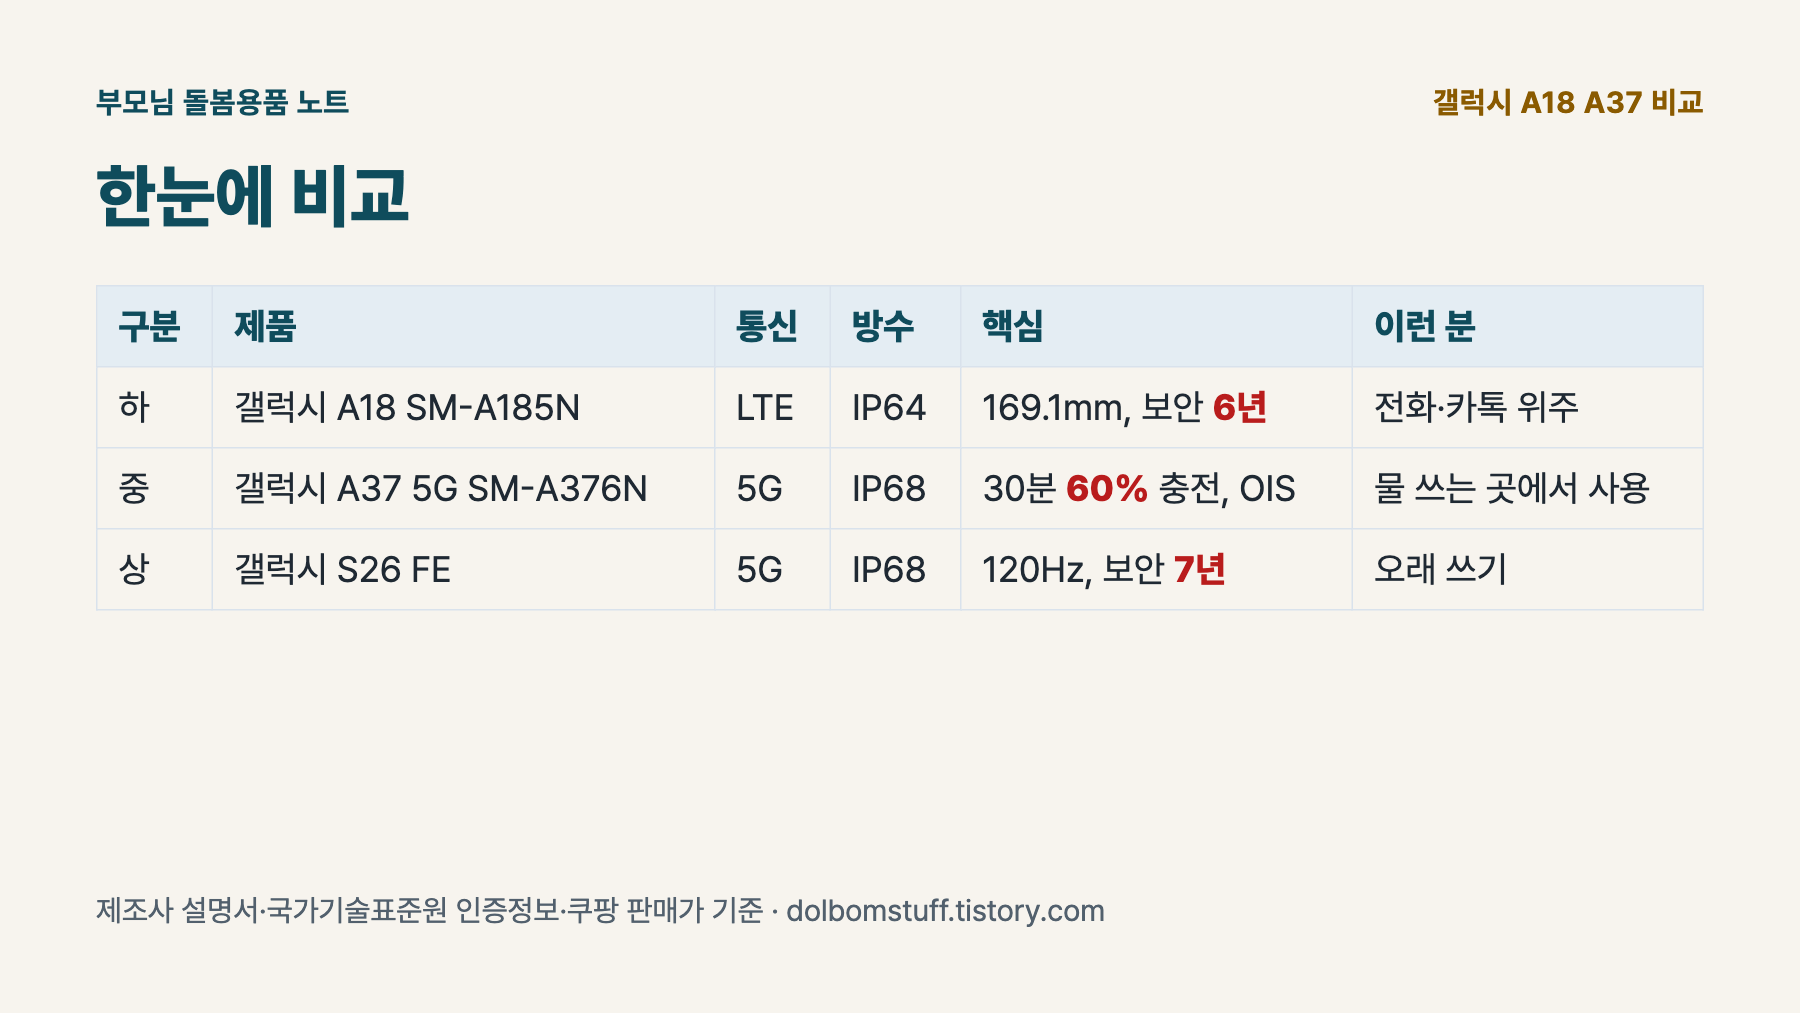 부모님 돌봄용품 노트
갤럭시 A18 A37 비교
한눈에 비교
구분 제품 통신 방수 핵심 이런 분
하 갤럭시 A18 SM-A185N LTE IP64 169.1mm, 보안 6년 전화·카톡 위주
중 갤럭시 A37 5G SM-A376N 5G IP68 30분 60% 충전, OIS 물 쓰는 곳에서 사용
상 갤럭시 S26 FE 5G IP68 120Hz, 보안 7년 오래 쓰기
제조사 설명서·국가기술표준원 인증정보·쿠팡 판매가 기준 · dolbomstuff.tistory.com